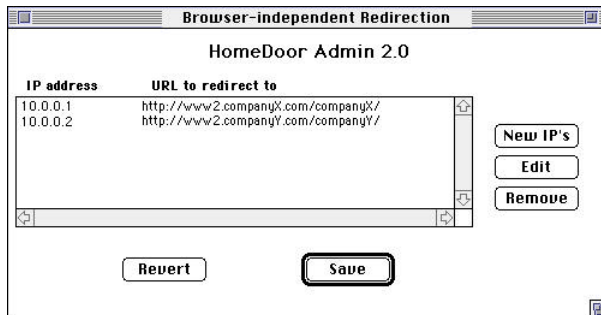 Browser-independent Redirection
HomeDoor Admin 2.0
IP address URL to redirect to
10.0.0.1 http://www2.companyX.com/companyX/
10.0.0.2 http://www2.companyY.com/companyY/
New IP's
Edit
Remove
Revert Save